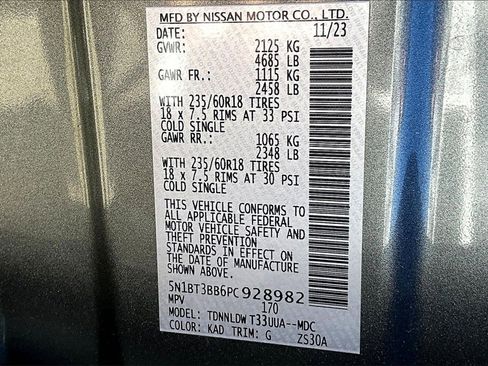 MFD BY NISSAN MOTOR CO., LTD.
DATE: 11/23
GVWR: 2125 KG
4685 LB
GAWR FR.: 1115 KG
2458 LB
WITH 235/60R18 TIRES
18 x 7.5 RIMS AT 33 PSI
COLD SINGLE
GAWR RR.: 1065 KG
2348 LB
WITH 235/60R18 TIRES
18 x 7.5 RIMS AT 30 PSI
COLD SINGLE
THIS VEHICLE CONFORMS TO
ALL APPLICABLE FEDERAL
MOTOR VEHICLE SAFETY AND
THEFT PREVENTION
STANDARDS IN EFFECT ON
THE DATE OF MANUFACTURE
SHOWN ABOVE.
5N1BT3BB6PC928982
MPV 170
MODEL: TDNNLDW T33UUA--MDC
COLOR: KAD TRIM: G ZS30A